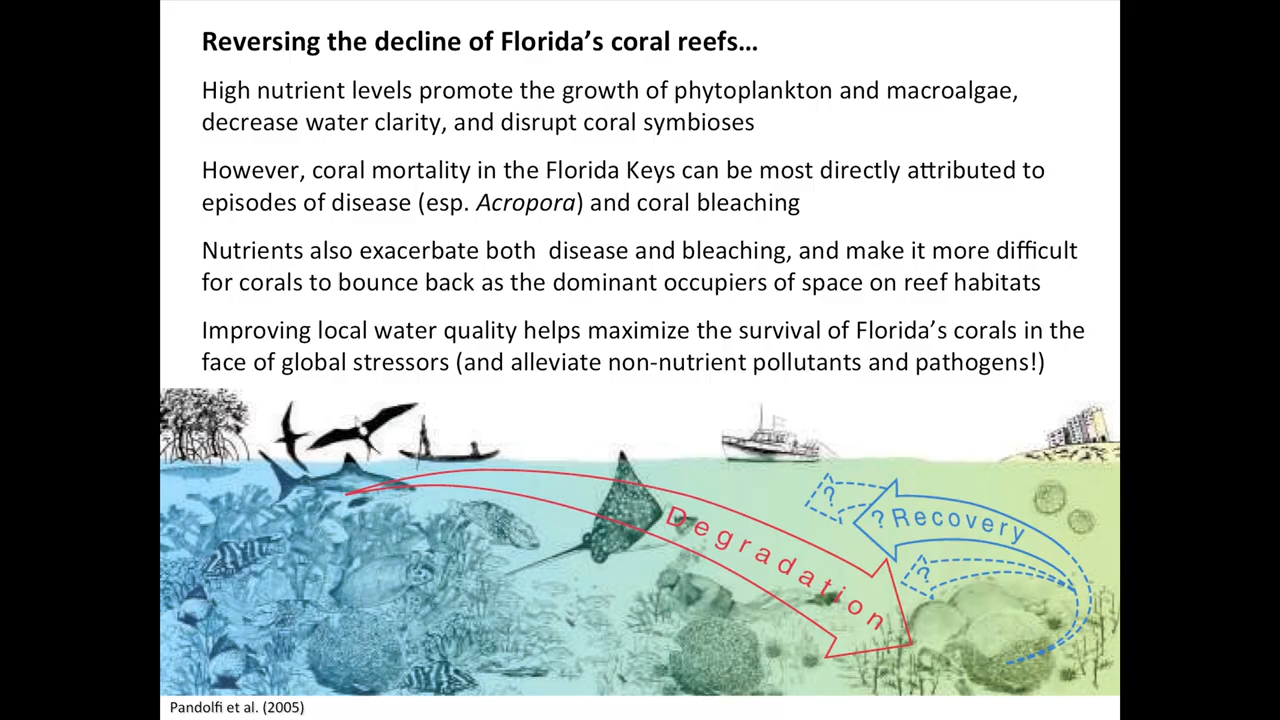 Reversing the decline of Florida’s coral reefs…
High nutrient levels promote the growth of phytoplankton and macroalgae,
decrease water clarity, and disrupt coral symbioses
However, coral mortality in the Florida Keys can be most directly attributed to
episodes of disease (esp. Acropora) and coral bleaching
Nutrients also exacerbate both  disease and bleaching, and make it more difficult
for corals to bounce back as the dominant occupiers of space on reef habitats
Improving local water quality helps maximize the survival of Florida’s corals in the
face of global stressors (and alleviate non-nutrient pollutants and pathogens!)
Degradation
?
? Recovery
?
Pandolfi et al. (2005)